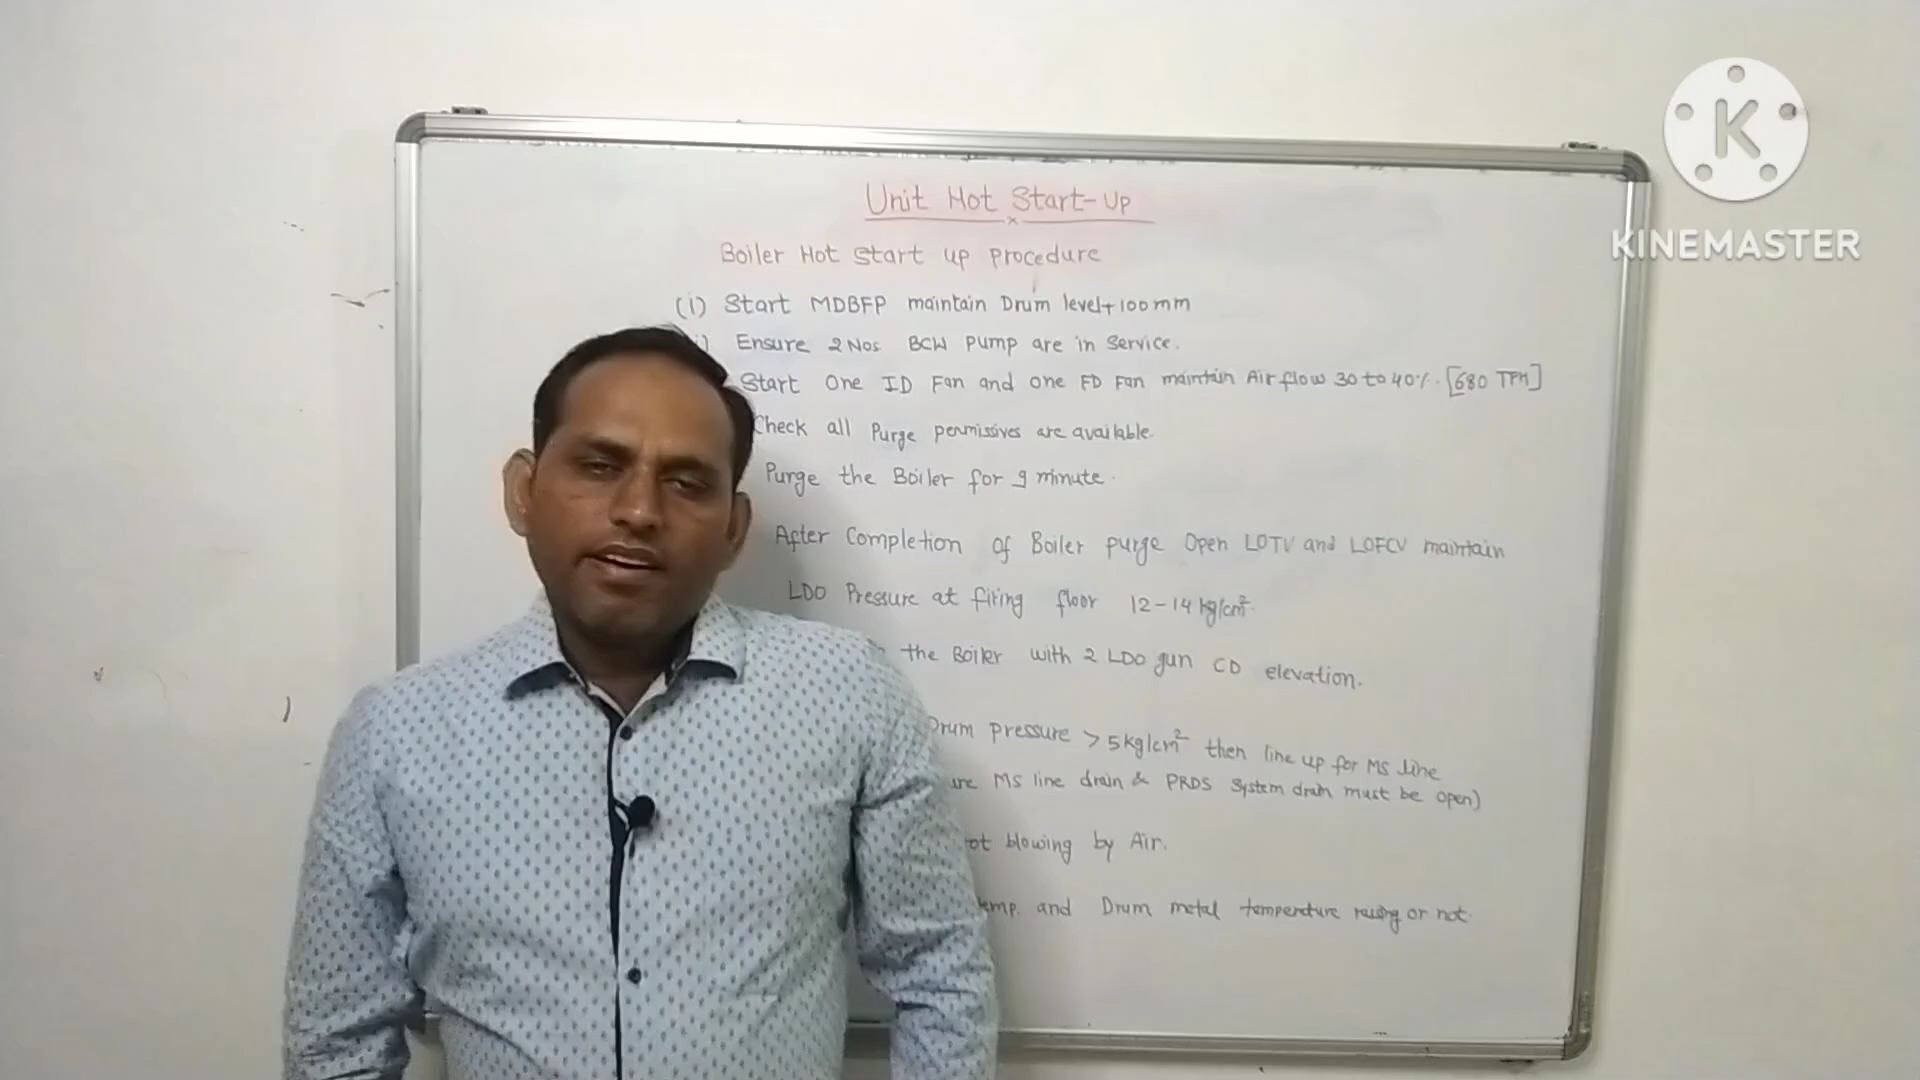 Unit Hot Start-Up
Boiler Hot start up procedure
(i) Start MDBFP maintain Drum level+100mm
Ensure 2 Nos BCW Pump are in Service.
Start One ID Fan and one FD Fan maintain Air flow 30 to 40%. [680 TPH]
Check all Purge permissives are available.
Purge the Boiler for 9 minute.
After Completion of Boiler purge Open LOTV and LOFCV maintain
LDO Pressure at firing floor 12-14 kg/cm²
the Boiler with 2 LDO gun CD elevation.
Drum pressure > 5kg/cm² then line up for MS line
MS line drain & PRDS System drain must be open)
blowing by Air.
and Drum metal temperature or not
KINEMASTER